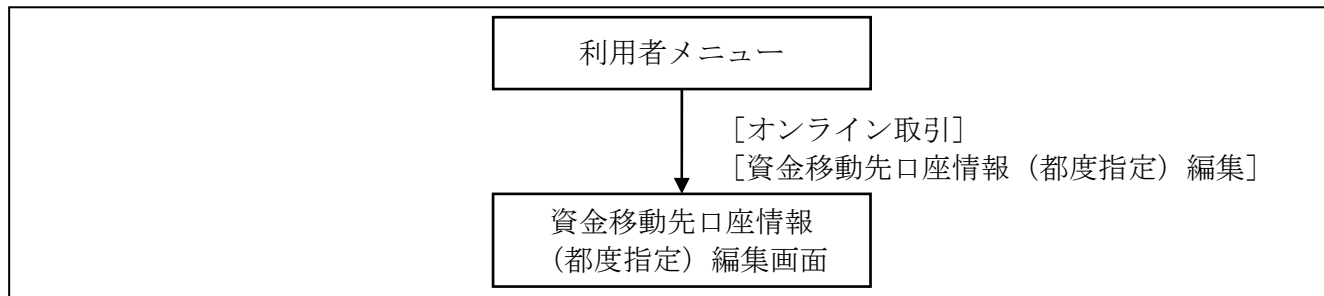 利用者メニュー
［オンライン取引］
［資金移動先口座情報（都度指定）編集］
資金移動先口座情報
（都度指定）編集画面